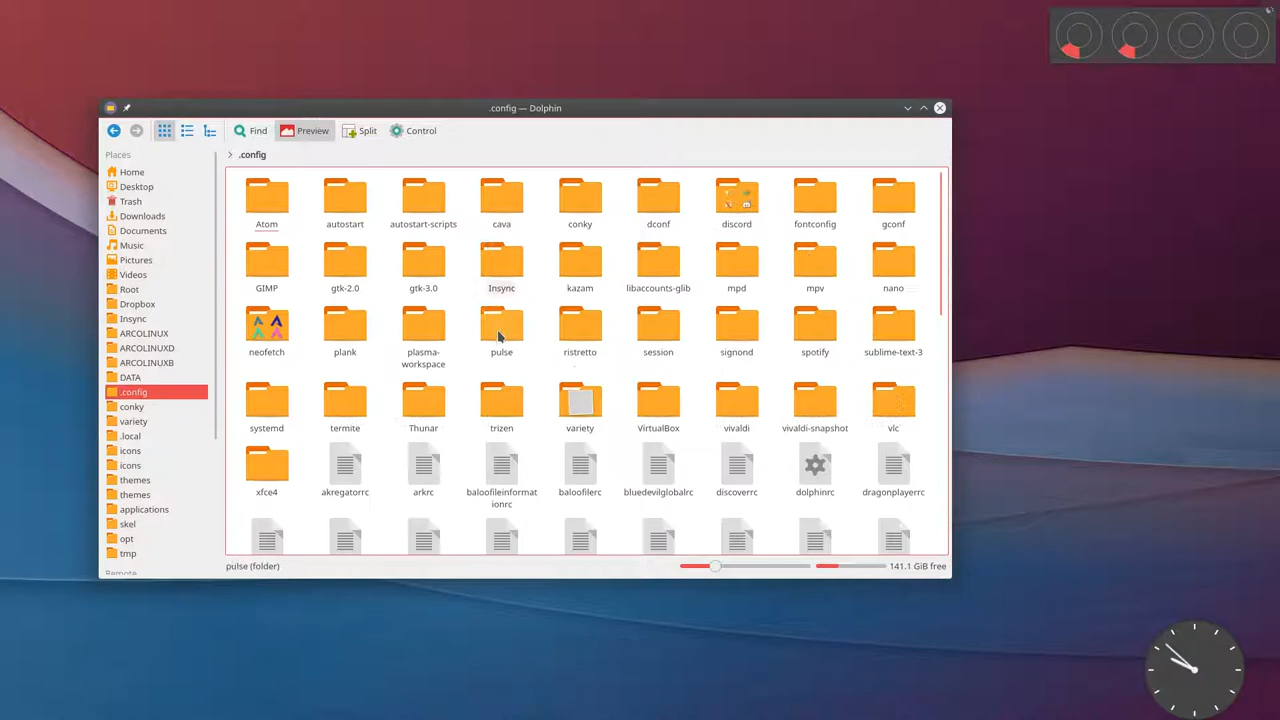 .config — Dolphin
Find Preview Split Control
Places
.config
Home
Desktop
Trash
Downloads
Documents
Music
Pictures
Videos
Root
Dropbox
Insync
ARCOLINUX
ARCOLINUXD
ARCOLINUXB
DATA
.config
conky
variety
.local
icons
icons
themes
themes
applications
skel
opt
tmp
Remote
Atom autostart autostart-scripts cava conky dconf discord fontconfig gconf
GIMP gtk-2.0 gtk-3.0 Insync kazam libaccounts-glib mpd mpv nano
neofetch plank plasma- pulse ristretto session signond spotify sublime-text-3
workspace
systemd termite Thunar trizen variety VirtualBox vivaldi vivaldi-snapshot vlc
xfce4 akregatorrc arkrc baloofileinformat baloofilerc bluedevilglobalrc discoverrc dolphinrc dragonplayerrc
ionrc
pulse (folder) 141.1 GiB free